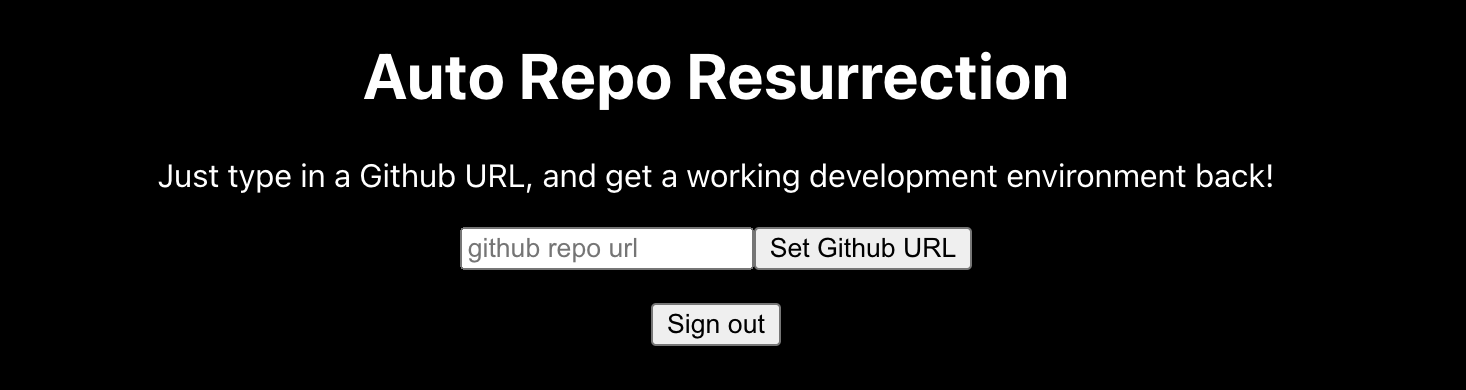 Auto Repo Resurrection
Just type in a Github URL, and get a working development environment back!
github repo url Set Github URL
Sign out